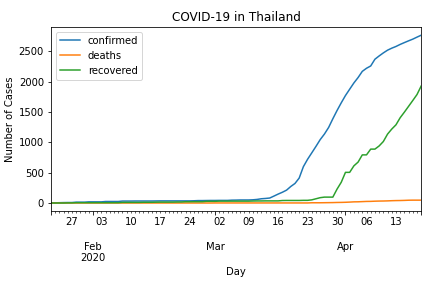 COVID-19 in Thailand
confirmed
deaths
recovered
Number of Cases
2500
2000
1500
1000
500
0
27 03 10 17 24 02 09 16 23 30 06 13
Feb Mar Apr
2020
Day